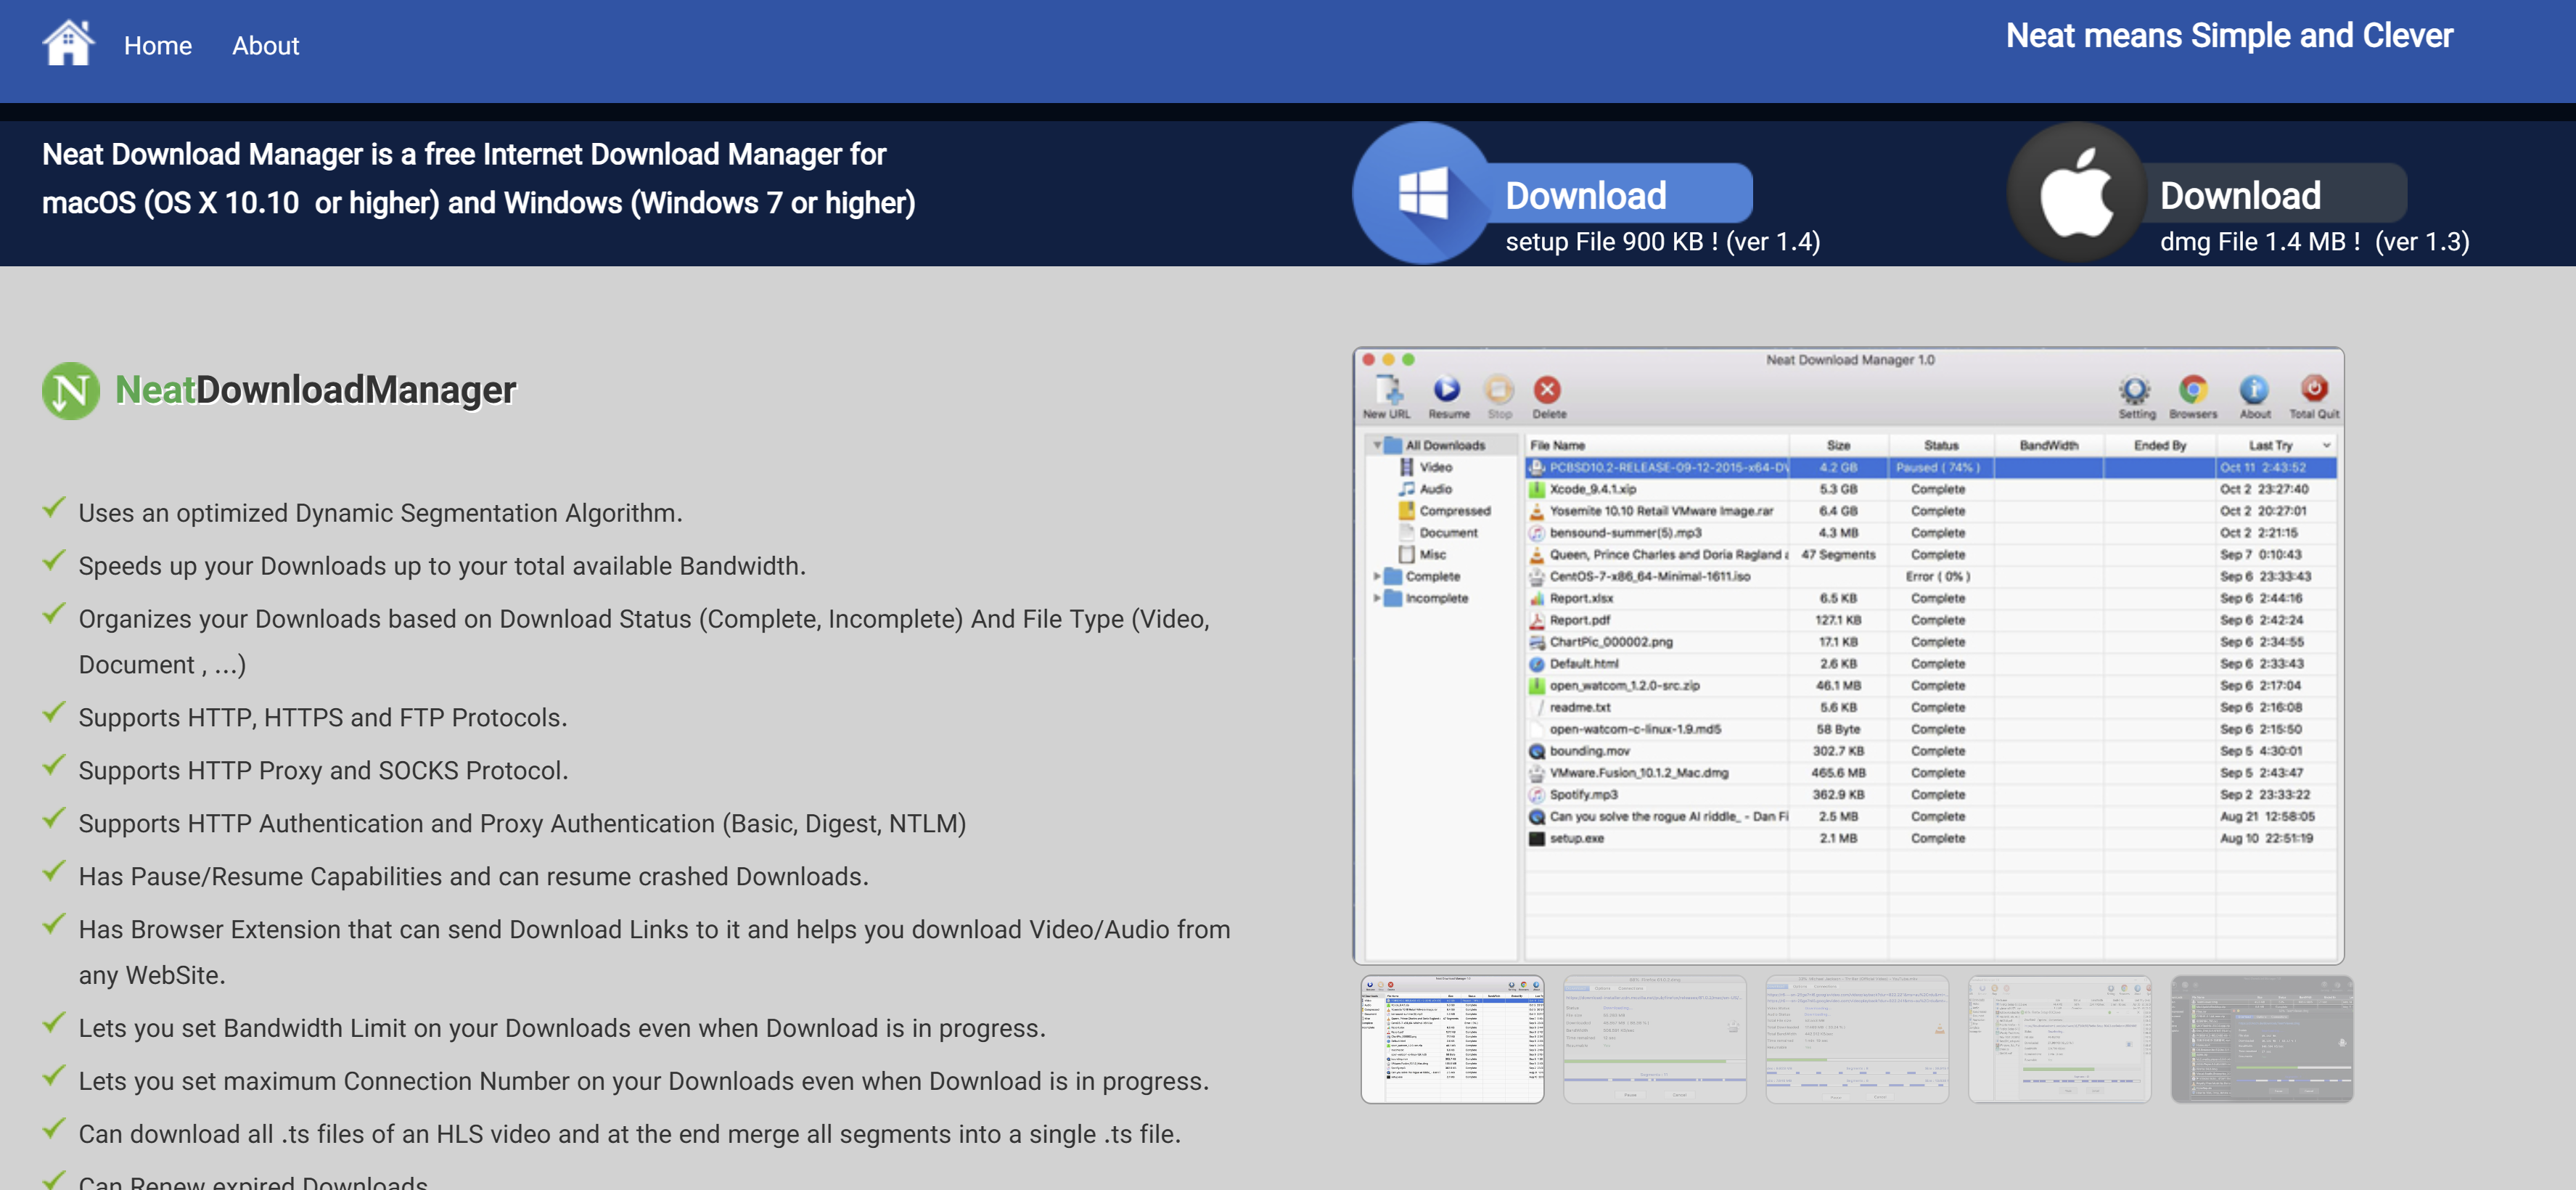 Home About
Neat means Simple and Clever
Neat Download Manager is a free Internet Download Manager for
macOS (OS X 10.10  or higher) and Windows (Windows 7 or higher)
Download
setup File 900 KB ! (ver 1.4)
Download
dmg File 1.4 MB !  (ver 1.3)
NeatDownloadManager
Uses an optimized Dynamic Segmentation Algorithm.
Speeds up your Downloads up to your total available Bandwidth.
Organizes your Downloads based on Download Status (Complete, Incomplete) And File Type (Video,
Document , ...)
Supports HTTP, HTTPS and FTP Protocols.
Supports HTTP Proxy and SOCKS Protocol.
Supports HTTP Authentication and Proxy Authentication (Basic, Digest, NTLM)
Has Pause/Resume Capabilities and can resume crashed Downloads.
Has Browser Extension that can send Download Links to it and helps you download Video/Audio from
any WebSite.
Lets you set Bandwidth Limit on your Downloads even when Download is in progress.
Lets you set maximum Connection Number on your Downloads even when Download is in progress.
Can download all .ts files of an HLS video and at the end merge all segments into a single .ts file.
Can Renew expired Downloads
Neat Download Manager 1.0
New URL Resume Stop Delete Setting Browsers About Total Quit
All Downloads
Video
Audio
Compressed
Document
Misc
Complete
Incomplete
File Name Size Status BandWidth Ended By Last Try
PCBSD10.2-RELEASE-09-12-2015-x64-DV 4.2 GB Paused ( 74% ) Oct 11 2:43:52
Xcode_9.4.1.xip 5.3 GB Complete Oct 2 23:27:40
Yosemite 10.10 Retail VMware Image.rar 6.4 GB Complete Oct 2 20:27:01
bensound-summer(5).mp3 4.3 MB Complete Oct 2 2:21:15
Queen, Prince Charles and Doria Ragland a 47 Segments Complete Sep 7 0:10:43
CentOS-7-x86_64-Minimal-1611.iso Error ( 0% ) Sep 6 23:33:43
Report.xlsx 6.5 KB Complete Sep 6 2:44:16
Report.pdf 127.1 KB Complete Sep 6 2:42:24
ChartPic_000002.png 17.1 KB Complete Sep 6 2:34:55
Default.html 2.6 KB Complete Sep 6 2:33:43
open_watcom_1.2.0-src.zip 46.1 MB Complete Sep 6 2:17:04
readme.txt 5.6 KB Complete Sep 6 2:16:08
open-watcom-c-linux-1.9.md5 58 Byte Complete Sep 6 2:15:50
bounding.mov 302.7 KB Complete Sep 5 4:30:01
VMware.Fusion_10.1.2_Mac.dmg 465.6 MB Complete Sep 5 2:43:47
Spotify.mp3 362.9 KB Complete Sep 2 23:33:22
Can you solve the rogue AI riddle_ - Dan Fi 2.5 MB Complete Aug 21 12:58:05
setup.exe 2.1 MB Complete Aug 10 22:51:19